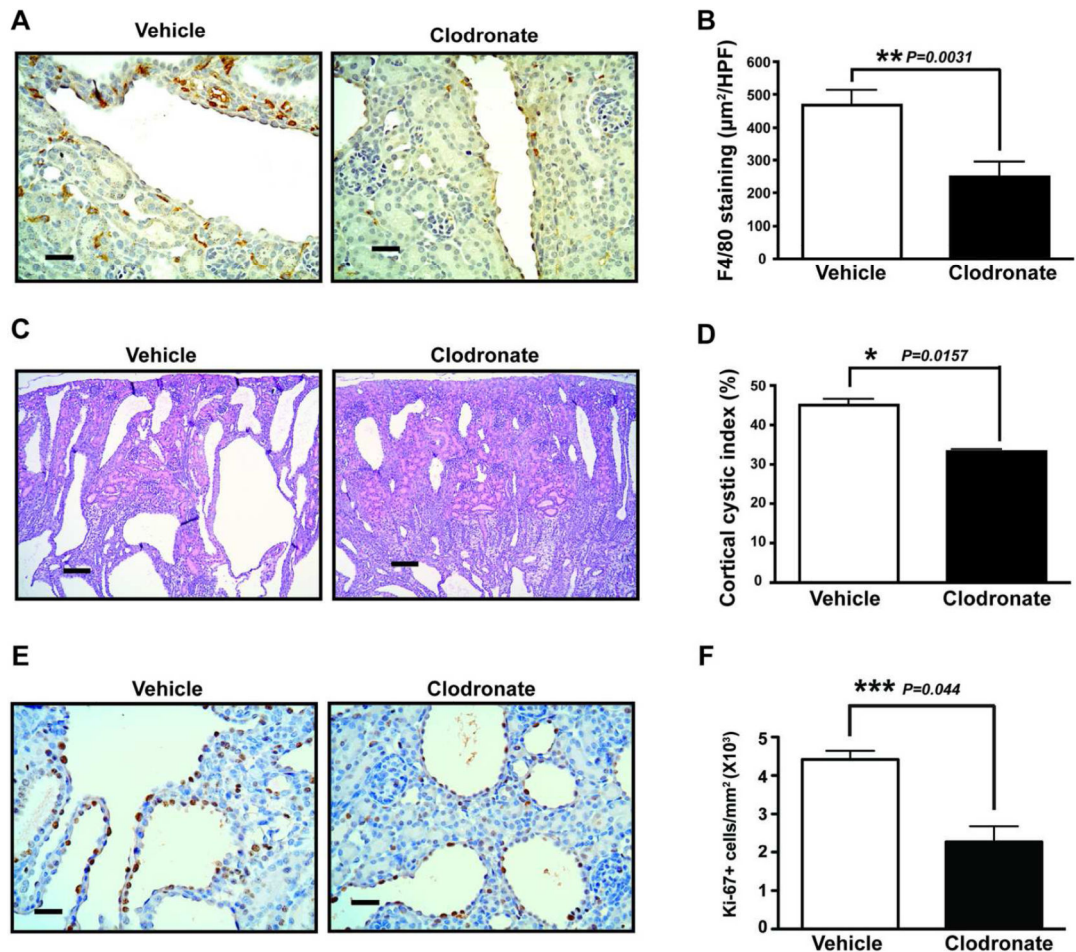 A
Vehicle
Clodronate
B
** P=0.0031
F4/80 staining (µm²/HPF)
600
500
400
300
200
100
0
Vehicle
Clodronate
C
Vehicle
Clodronate
D
* P=0.0157
Cortical cystic index (%)
50
40
30
20
10
0
Vehicle
Clodronate
E
Vehicle
Clodronate
F
*** P=0.044
Ki-67+ cells/mm² (X10³)
5
4
3
2
1
0
Vehicle
Clodronate